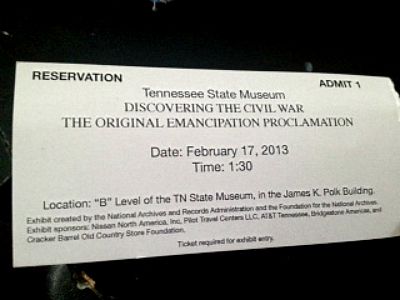 RESERVATION
ADMIT 1
Tennessee State Museum
DISCOVERING THE CIVIL WAR
THE ORIGINAL EMANCIPATION PROCLAMATION
Date: February 17, 2013
Time: 1:30
Location: "B" Level of the TN State Museum, in the James K. Polk Building.
Exhibit created by the National Archives and Records Administration and the Foundation for the National Archives.
Exhibit sponsors: Nissan North America, Inc, Pilot Travel Centers LLC, AT&T Tennessee, Bridgestone Americas, and
Cracker Barrel Old Country Store Foundation.
Ticket required for exhibit entry.